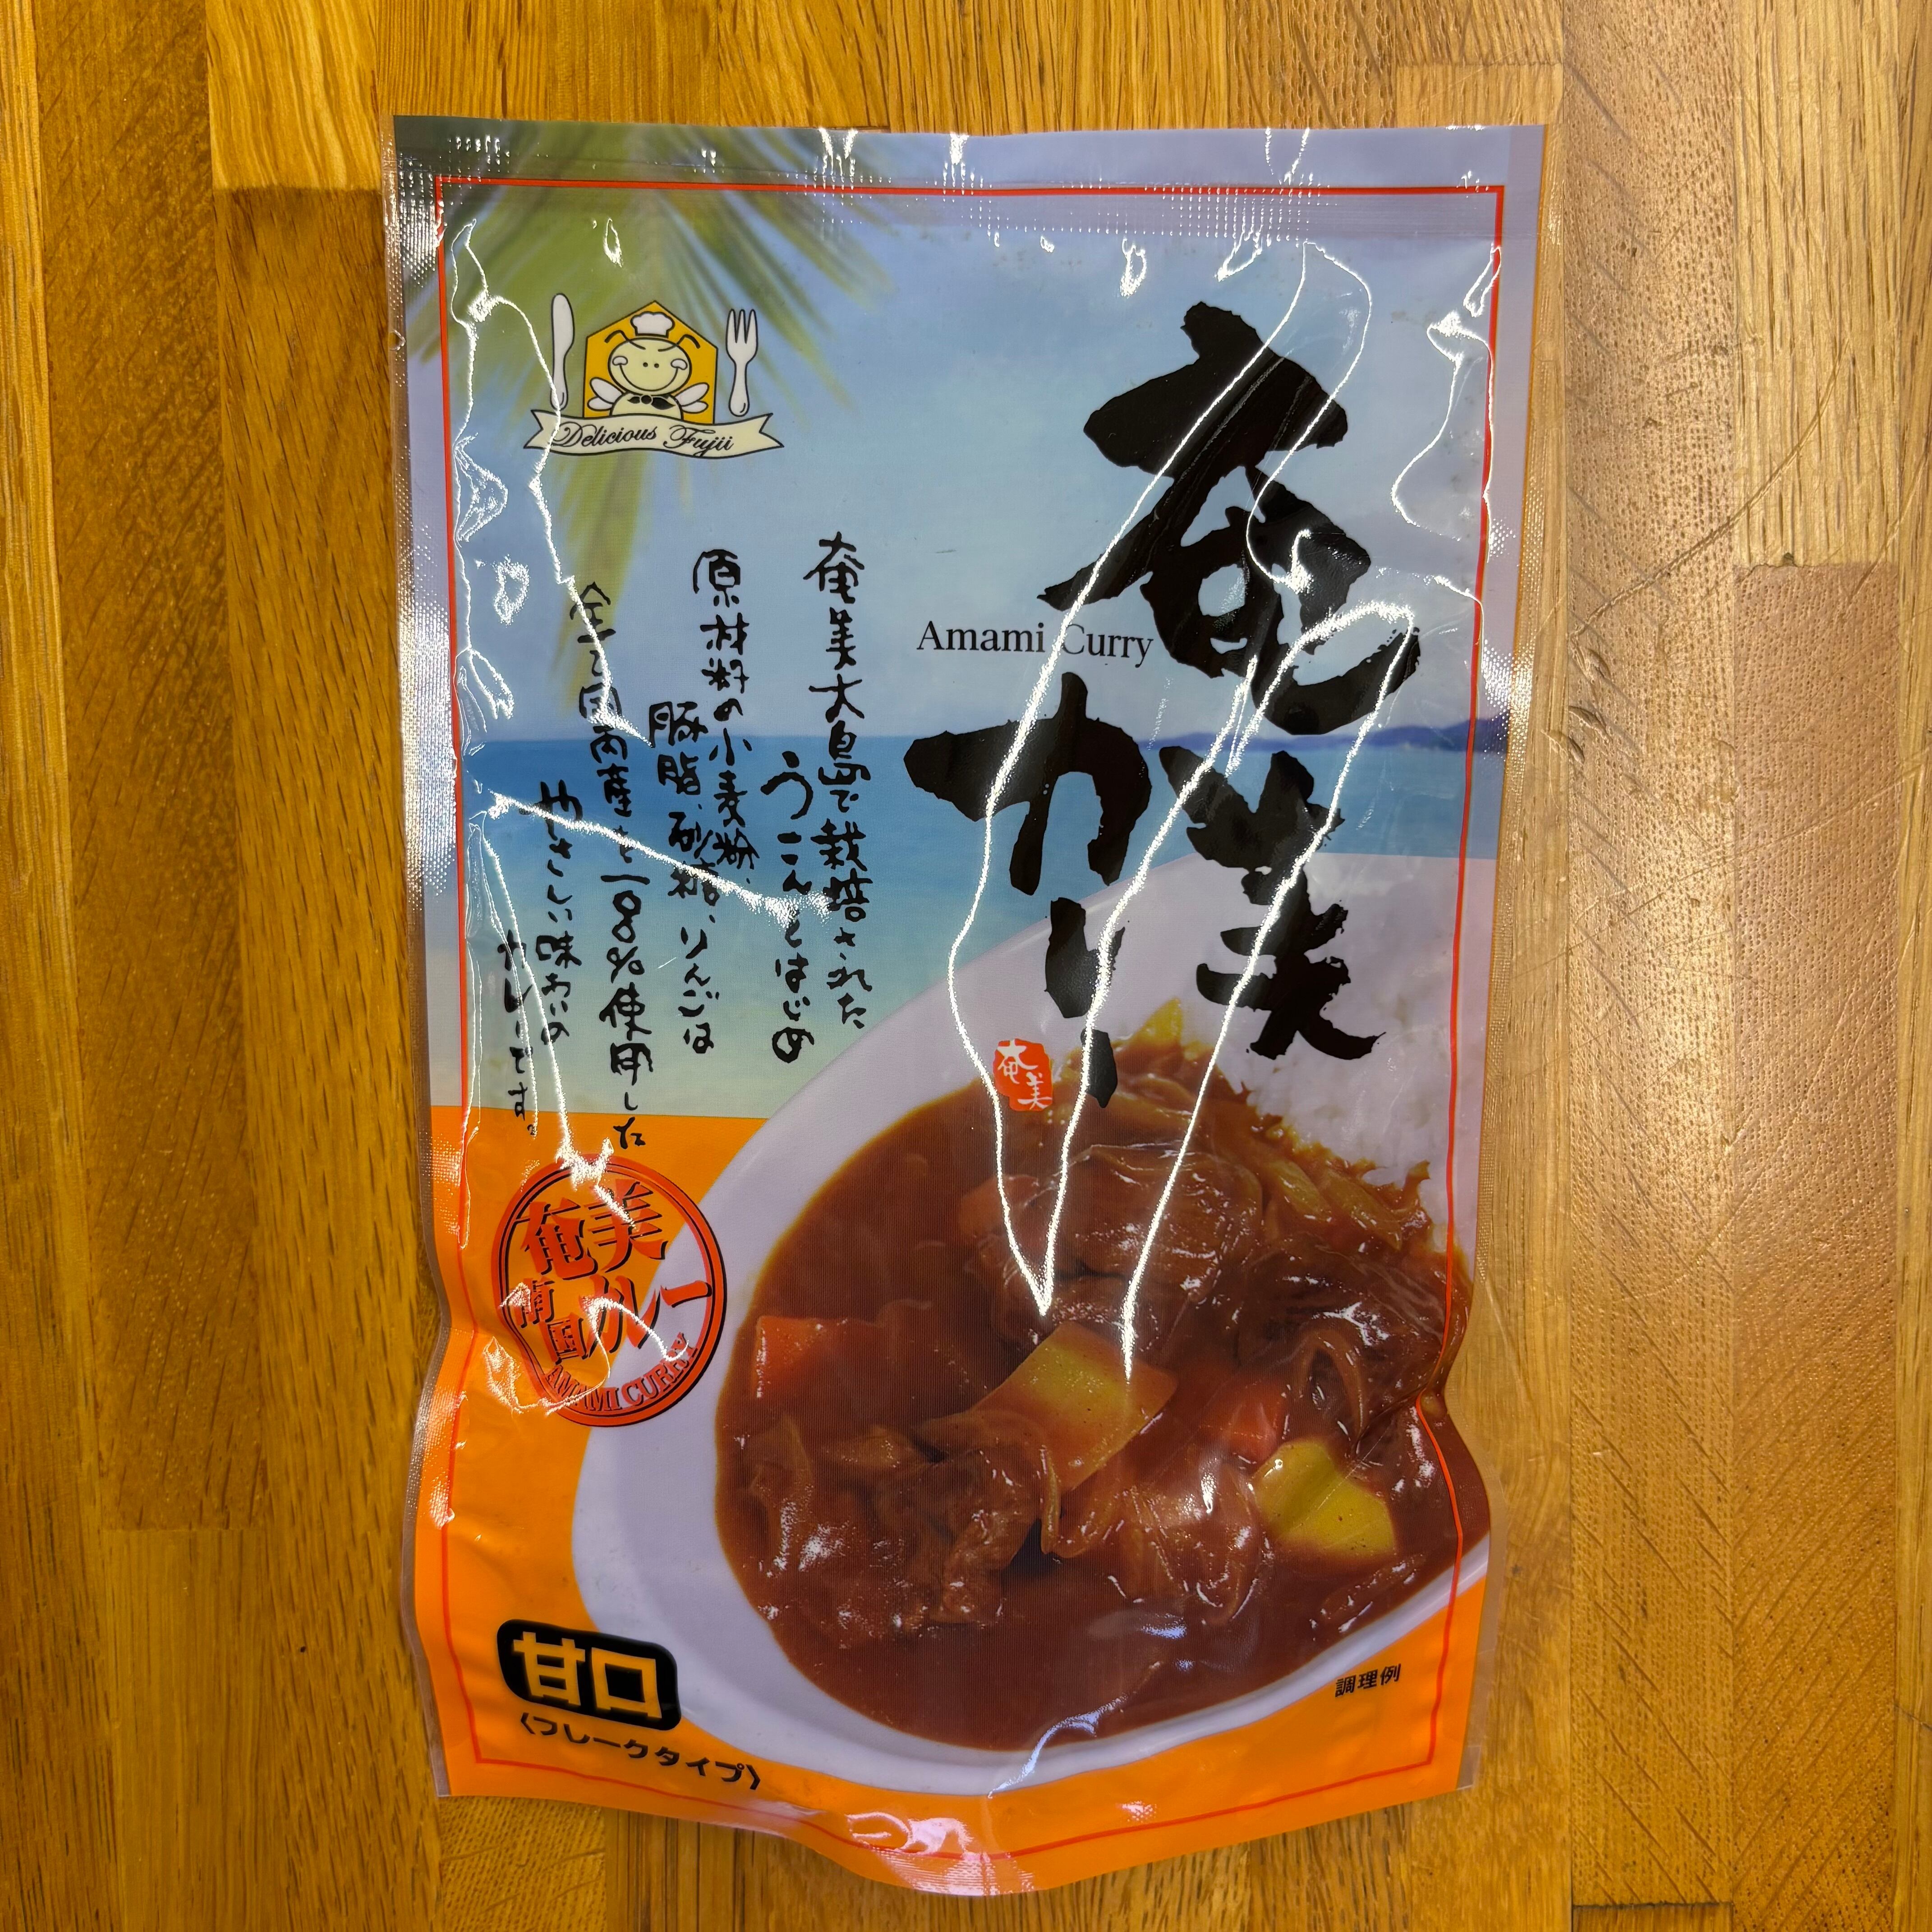 Delicious Fujii
奄美
カレー
Amami Curry
奄美
奄美大島で栽培された
うこんをはじめ
原材料の小麦粉、
豚脂、砂糖、りんごは
全て国内産を100%使用した
やさしい味わいの
カレーです。
奄美
南国カレー
AMAMI CURRY
甘口
〈フレークタイプ〉
調理例